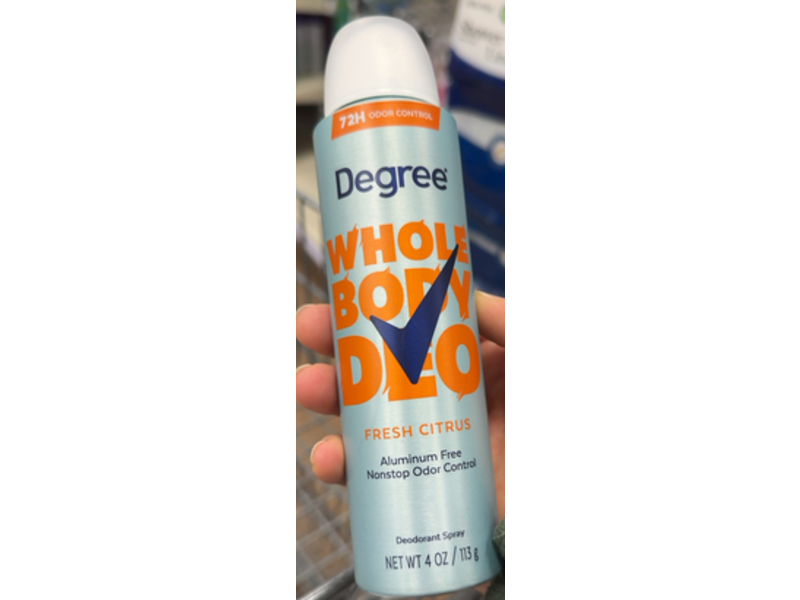 72H ODOR CONTROL
Degree
WHOLE
BODY
DEO
FRESH CITRUS
Aluminum Free
Nonstop Odor Control
Deodorant Spray
NET WT 4 OZ / 113 g